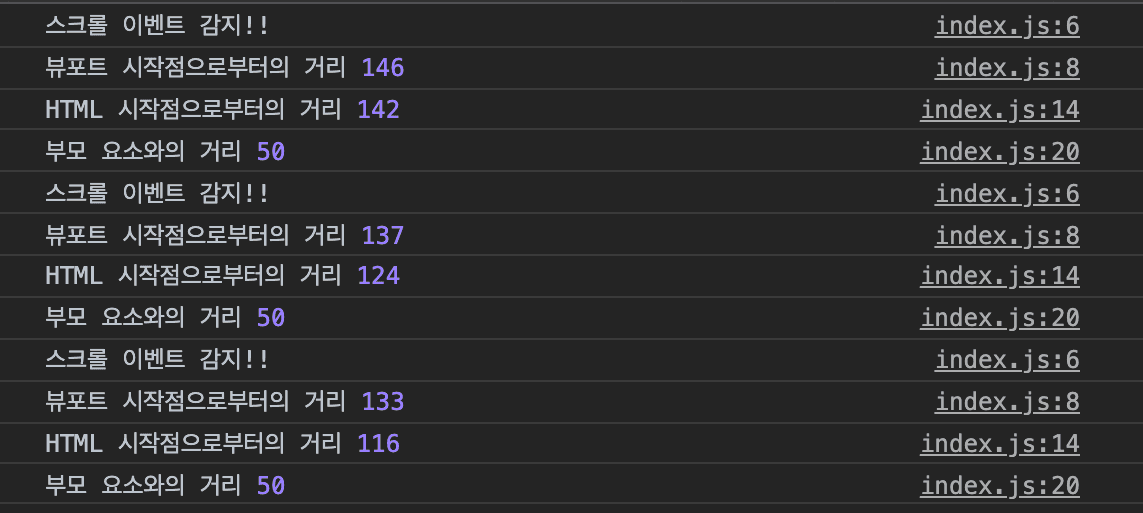 스크롤 이벤트 감지!! index.js:6
뷰포트 시작점으로부터의 거리 146 index.js:8
HTML 시작점으로부터의 거리 142 index.js:14
부모 요소와의 거리 50 index.js:20
스크롤 이벤트 감지!! index.js:6
뷰포트 시작점으로부터의 거리 137 index.js:8
HTML 시작점으로부터의 거리 124 index.js:14
부모 요소와의 거리 50 index.js:20
스크롤 이벤트 감지!! index.js:6
뷰포트 시작점으로부터의 거리 133 index.js:8
HTML 시작점으로부터의 거리 116 index.js:14
부모 요소와의 거리 50 index.js:20